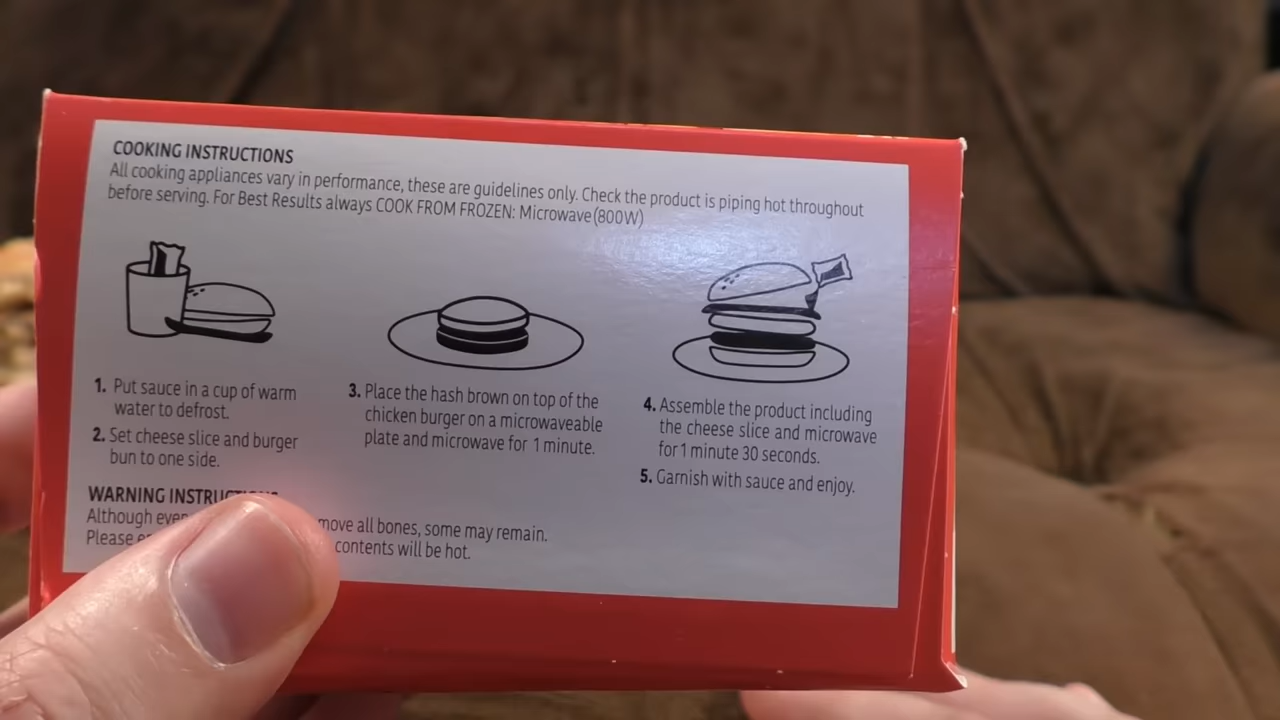 COOKING INSTRUCTIONS
All cooking appliances vary in performance, these are guidelines only. Check the product is piping hot throughout
before serving. For Best Results always COOK FROM FROZEN: Microwave (800W)
1. Put sauce in a cup of warm
water to defrost.
2. Set cheese slice and burger
bun to one side.
3. Place the hash brown on top of the
chicken burger on a microwaveable
plate and microwave for 1 minute.
4. Assemble the product including
the cheese slice and microwave
for 1 minute 30 seconds.
5. Garnish with sauce and enjoy.
WARNING INSTRUCTIONS
Although all bones, some may remain.
Please contents will be hot.